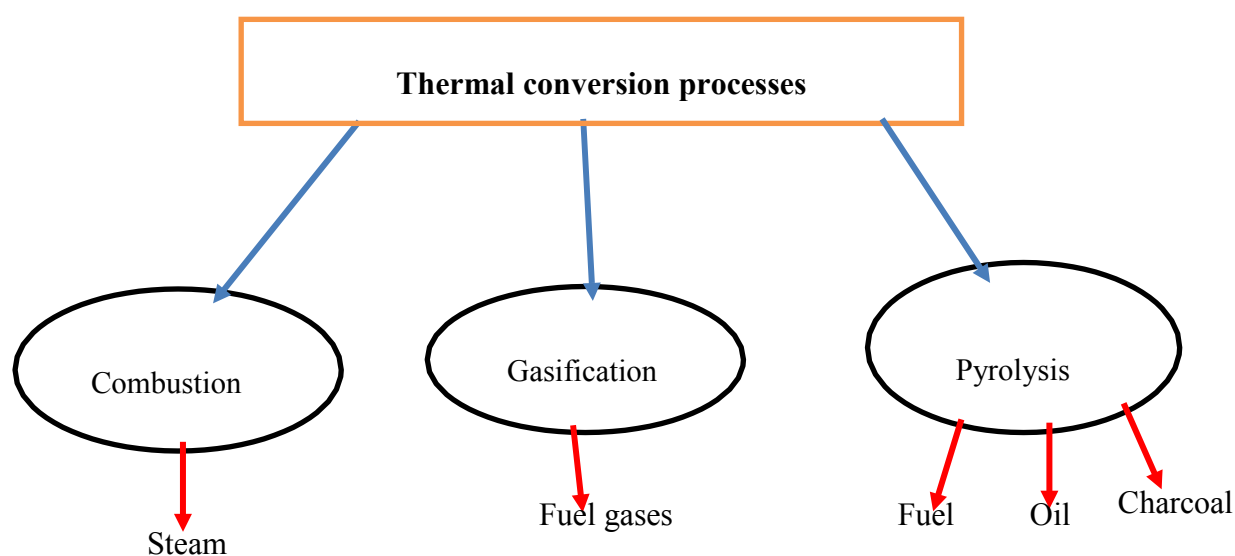 Thermal conversion processes
Combustion
Gasification
Pyrolysis
Steam
Fuel gases
Fuel
Oil
Charcoal